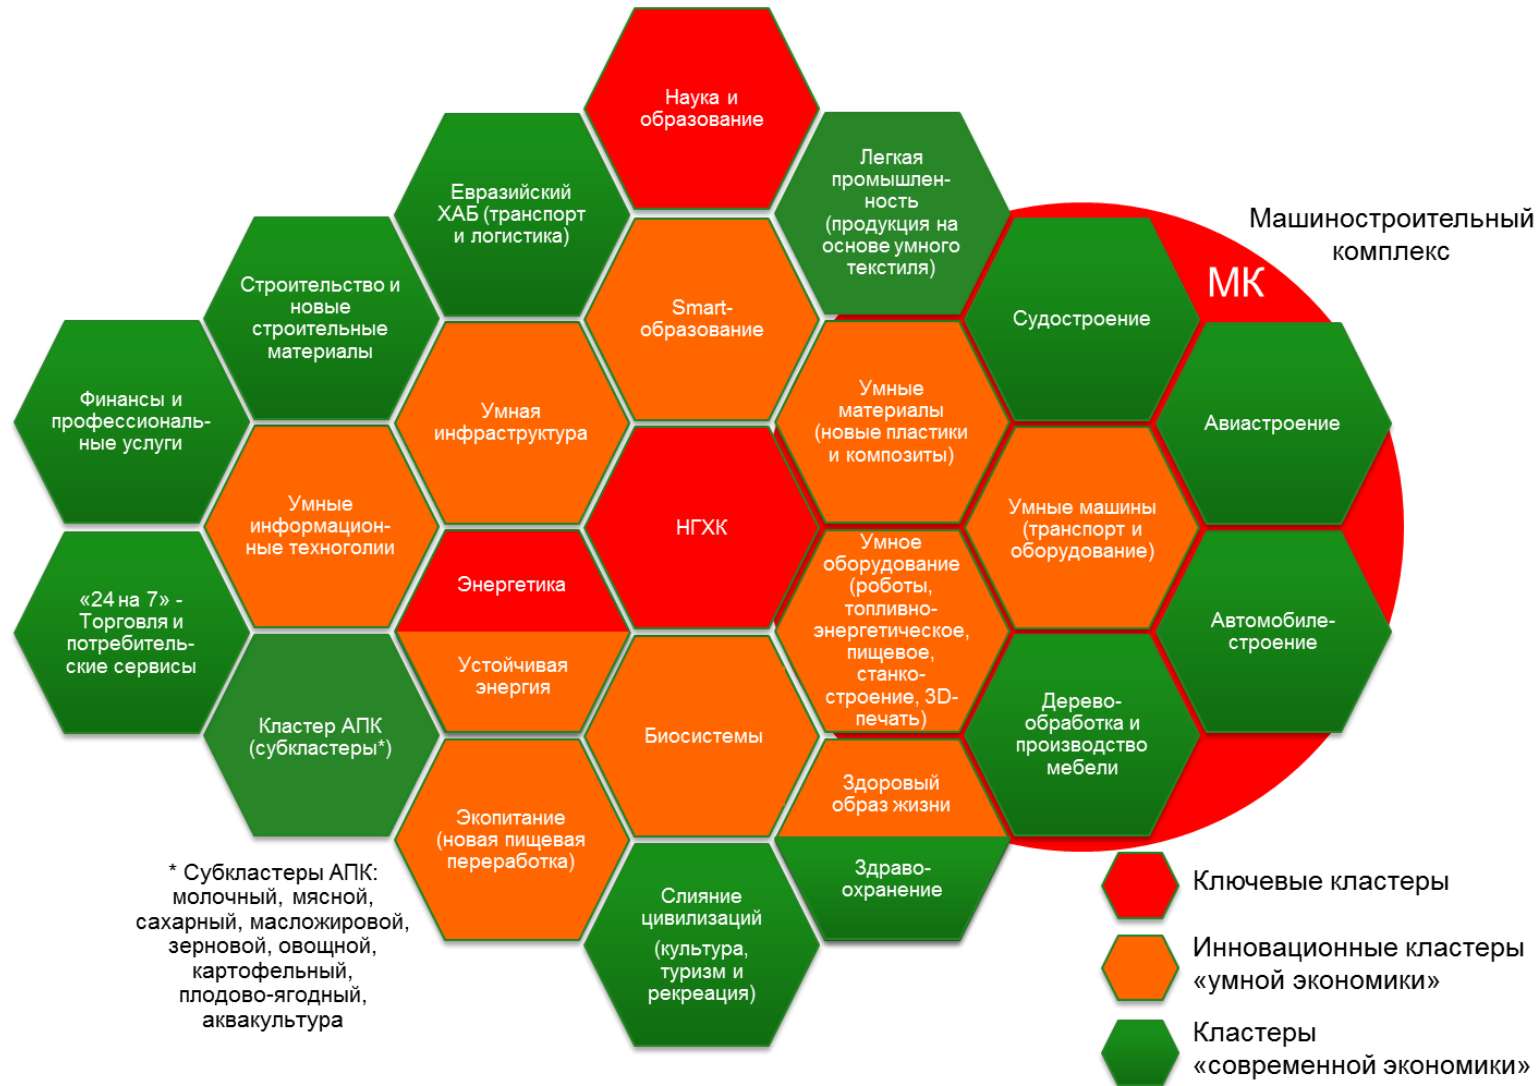 Наука и
образование
Евразийский
ХАБ (транспорт
и логистика)
Легкая
промышлен-
ность
(продукция на
основе умного
текстиля)
Машиностроительный
комплекс
МК
Строительство и
новые
строительные
материалы
Smart-
образование
Судостроение
Финансы и
профессиональ-
ные услуги
Умная
инфраструктура
Умные
материалы
(новые пластики
и композиты)
Авиастроение
Умные
информацион-
ные техноголии
НГХК
Умные машины
(транспорт и
оборудование)
Энергетика
Устойчивая
энергия
Умное
оборудование
(роботы,
топливно-
энергетическое,
пищевое,
станко-
строение, 3D-
печать)
Автомобиле-
строение
«24 на 7» -
Торговля и
потребитель-
ские сервисы
Кластер АПК
(субкластеры*)
Биосистемы
Дерево-
обработка и
производство
мебели
Экопитание
(новая пищевая
переработка)
Здоровый
образ жизни
Здраво-
охранение
Слияние
цивилизаций
(культура,
туризм и
рекреация)
* Субкластеры АПК:
молочный, мясной,
сахарный, масложировой,
зерновой, овощной,
картофельный,
плодово-ягодный,
аквакультура
Ключевые кластеры
Инновационные кластеры
«умной экономики»
Кластеры
«современной экономики»